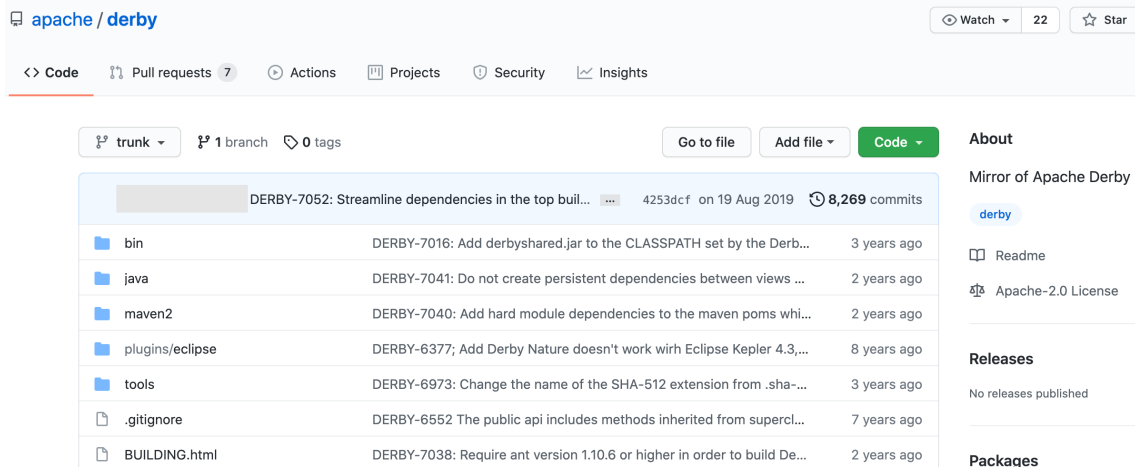 apache / derby
Watch 22 Star
Code Pull requests 7 Actions Projects Security Insights
trunk 1 branch 0 tags Go to file Add file Code
DERBY-7052: Streamline dependencies in the top buil... ... 4253dcf on 19 Aug 2019 8,269 commits
bin DERBY-7016: Add derbyshared.jar to the CLASSPATH set by the Derb... 3 years ago
java DERBY-7041: Do not create persistent dependencies between views ... 2 years ago
maven2 DERBY-7040: Add hard module dependencies to the maven poms whi... 2 years ago
plugins/eclipse DERBY-6377; Add Derby Nature doesn't work wirh Eclipse Kepler 4.3,... 8 years ago
tools DERBY-6973: Change the name of the SHA-512 extension from .sha-... 3 years ago
.gitignore DERBY-6552 The public api includes methods inherited from supercl... 7 years ago
BUILDING.html DERBY-7038: Require ant version 1.10.6 or higher in order to build De... 2 years ago
About
Mirror of Apache Derby
derby
Readme
Apache-2.0 License
Releases
No releases published
Packages